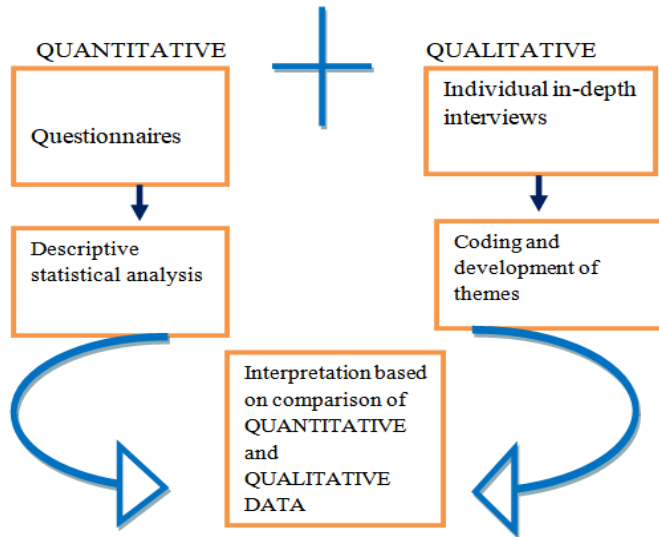 QUANTITATIVE
QUALITATIVE
Questionnaires
Individual in-depth
interviews
Descriptive
statistical analysis
Coding and
development of
themes
Interpretation based
on comparison of
QUANTITATIVE
and
QUALITATIVE
DATA